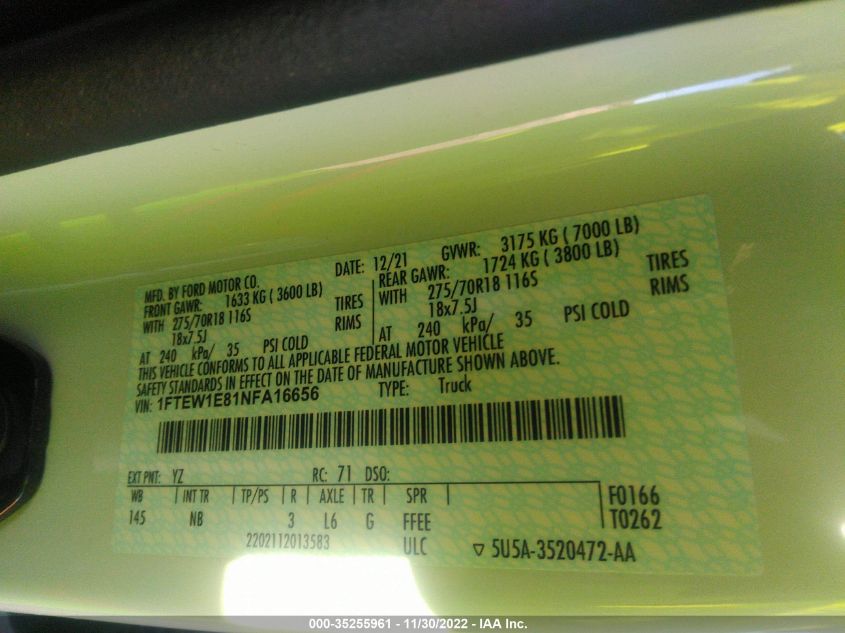 MFD. BY FORD MOTOR CO. DATE: 12/21 GVWR: 3175 KG ( 7000 LB)
FRONT GAWR: 1633 KG ( 3600 LB) REAR GAWR: 1724 KG ( 3800 LB)
WITH 275/70R18 116S TIRES WITH 275/70R18 116S TIRES
18x7.5J RIMS 18x7.5J RIMS
AT 240 kPa/ 35 PSI COLD AT 240 kPa/ 35 PSI COLD
THIS VEHICLE CONFORMS TO ALL APPLICABLE FEDERAL MOTOR VEHICLE
SAFETY STANDARDS IN EFFECT ON THE DATE OF MANUFACTURE SHOWN ABOVE.
VIN: 1FTEW1E81NFA16656 TYPE: Truck
EXT PNT: YZ RC: 71 DSO:
WB INT TR TP/PS R AXLE TR SPR F0166
145 NB 3 L6 G FFEE T0262
2202112013583 ULC ▽ 5U5A-3520472-AA
000-35255961 - 11/30/2022 - IAA Inc.